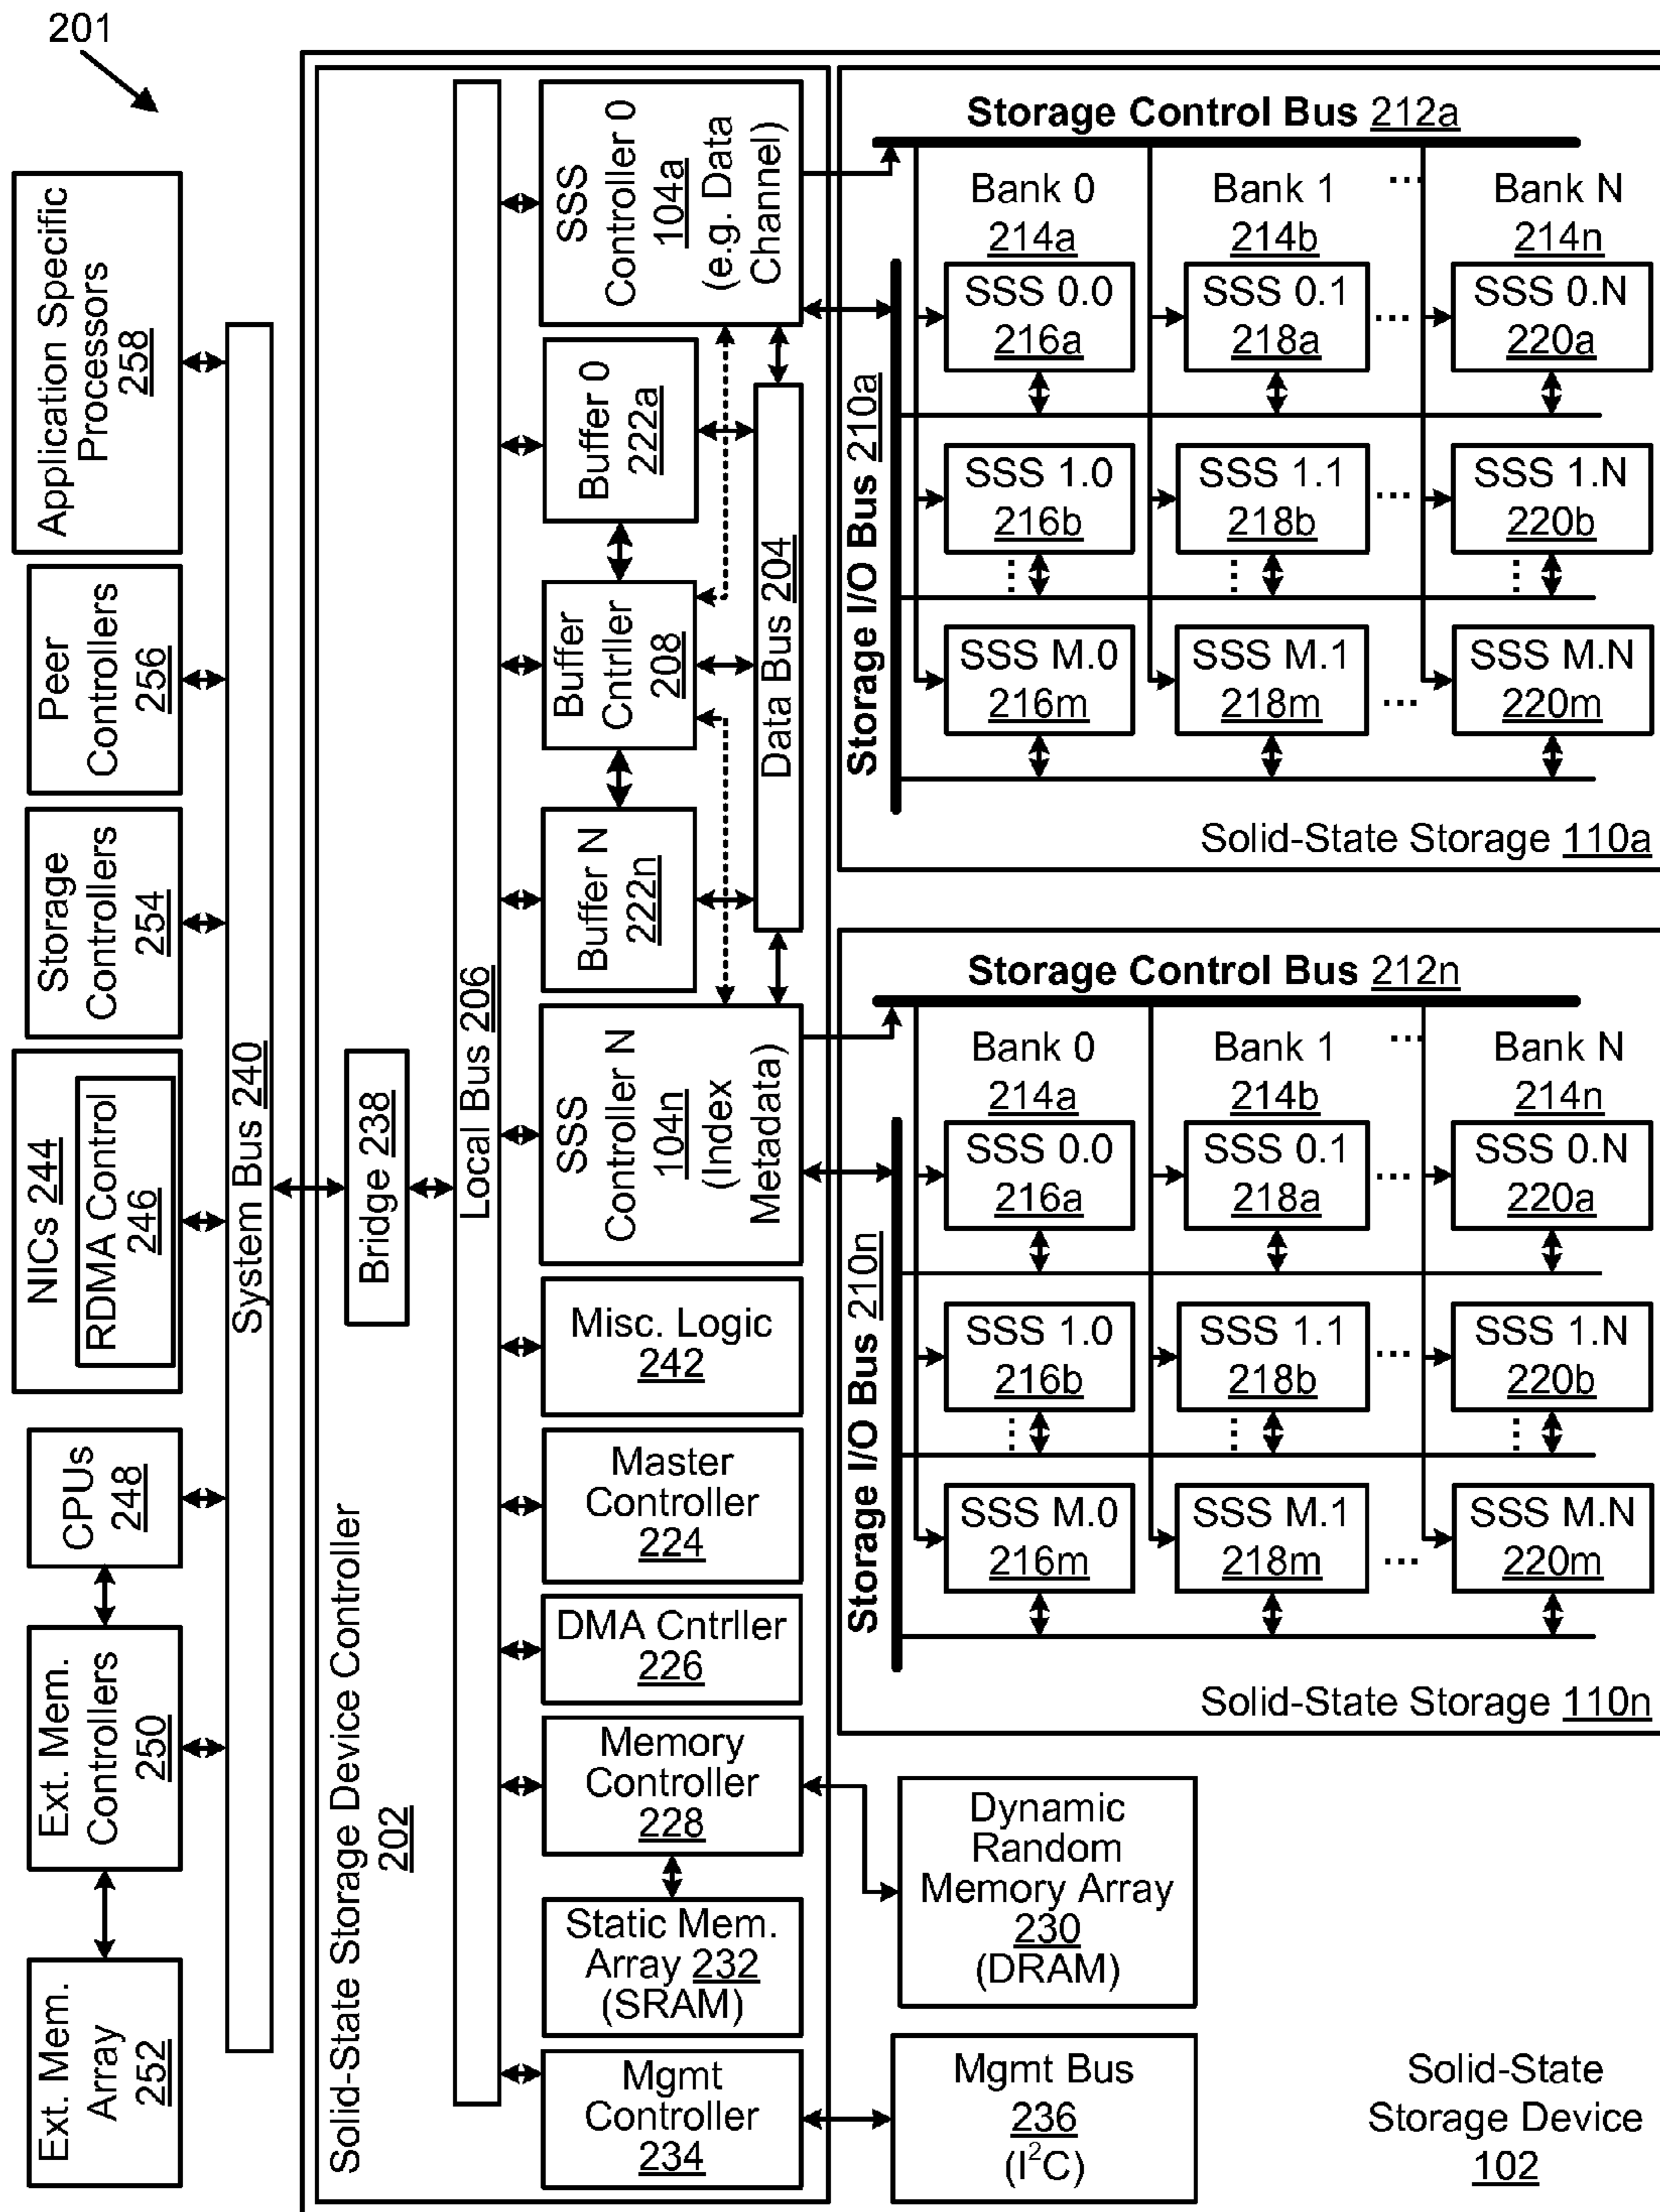 201
Application Specific
Processors
258
Peer
Controllers
256
Storage
Controllers
254
NICs 244
RDMA Control
246
CPUs
248
Ext. Mem.
Controllers
250
Ext. Mem.
Array
252
System Bus 240
Solid-State Storage Device Controller
202
Bridge 238
Local Bus 206
SSS
Controller 0
104a
(e.g. Data
Channel)
Buffer 0
222a
Buffer
Cntrller
208
Buffer N
222n
Data Bus 204
SSS
Controller N
104n
(Index
Metadata)
Misc. Logic
242
Master
Controller
224
DMA Cntrller
226
Memory
Controller
228
Static Mem.
Array 232
(SRAM)
Mgmt
Controller
234
Storage Control Bus 212a
Storage I/O Bus 210a
Bank 0
214a
Bank 1
214b
...
Bank N
214n
SSS 0.0
216a
SSS 0.1
218a
...
SSS 0.N
220a
SSS 1.0
216b
SSS 1.1
218b
...
SSS 1.N
220b
SSS M.0
216m
SSS M.1
218m
...
SSS M.N
220m
Solid-State Storage 110a
Storage Control Bus 212n
Storage I/O Bus 210n
Bank 0
214a
Bank 1
214b
...
Bank N
214n
SSS 0.0
216a
SSS 0.1
218a
...
SSS 0.N
220a
SSS 1.0
216b
SSS 1.1
218b
...
SSS 1.N
220b
SSS M.0
216m
SSS M.1
218m
...
SSS M.N
220m
Solid-State Storage 110n
Dynamic
Random
Memory Array
230
(DRAM)
Mgmt Bus
236
(I²C)
Solid-State
Storage Device
102